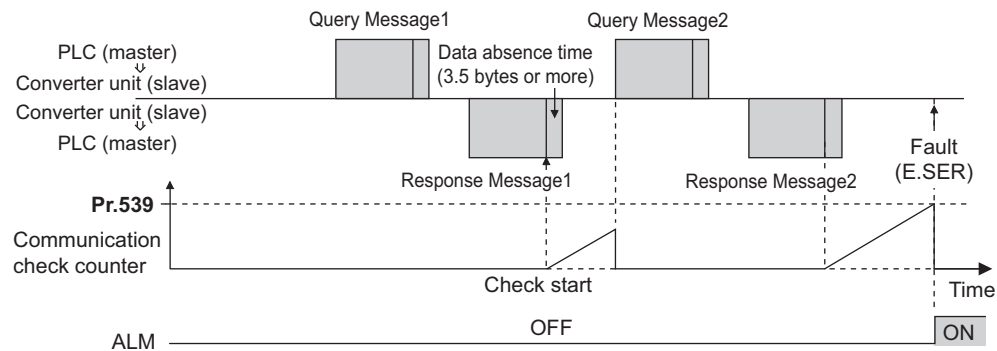 Query Message1
Query Message2
PLC (master)
Converter unit (slave)
Converter unit (slave)
PLC (master)
Data absence time
(3.5 bytes or more)
Response Message1
Response Message2
Fault
(E.SER)
Pr.539
Communication
check counter
Check start
Time
ALM
OFF
ON